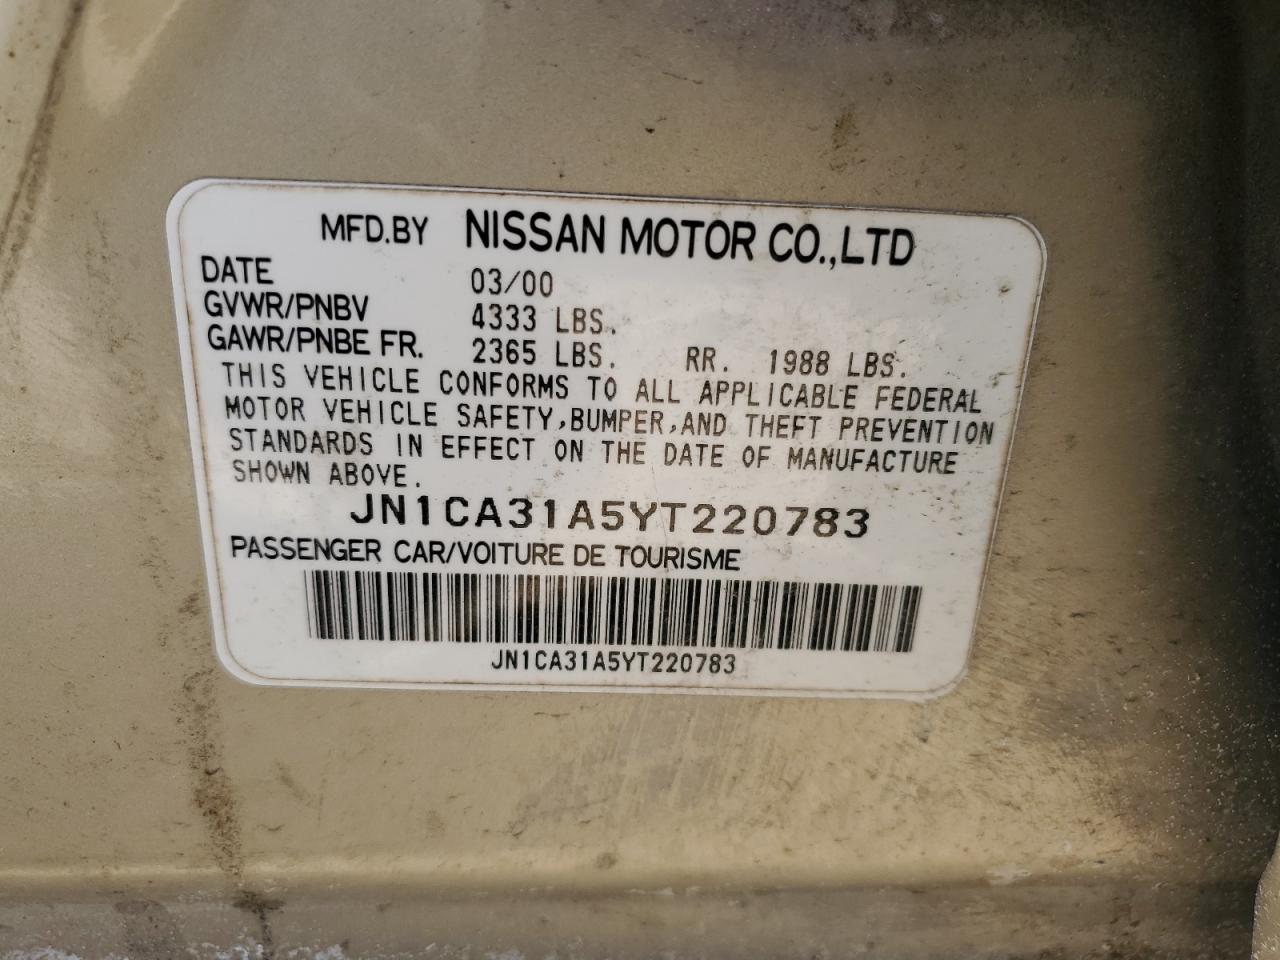 MFD.BY NISSAN MOTOR CO.,LTD
DATE 03/00
GVWR/PNBV 4333 LBS.
GAWR/PNBE FR. 2365 LBS. RR. 1988 LBS.
THIS VEHICLE CONFORMS TO ALL APPLICABLE FEDERAL
MOTOR VEHICLE SAFETY,BUMPER,AND THEFT PREVENTION
STANDARDS IN EFFECT ON THE DATE OF MANUFACTURE
SHOWN ABOVE.
JN1CA31A5YT220783
PASSENGER CAR/VOITURE DE TOURISME
JN1CA31A5YT220783